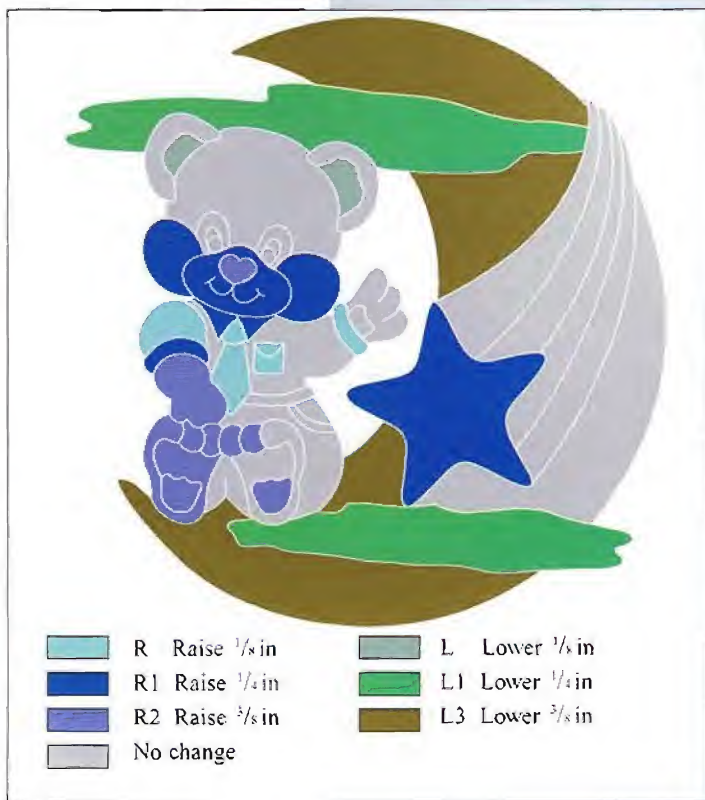 R Raise 1/8 in
R1 Raise 1/4 in
R2 Raise 3/8 in
No change
L Lower 1/8 in
L1 Lower 1/4 in
L3 Lower 3/8 in